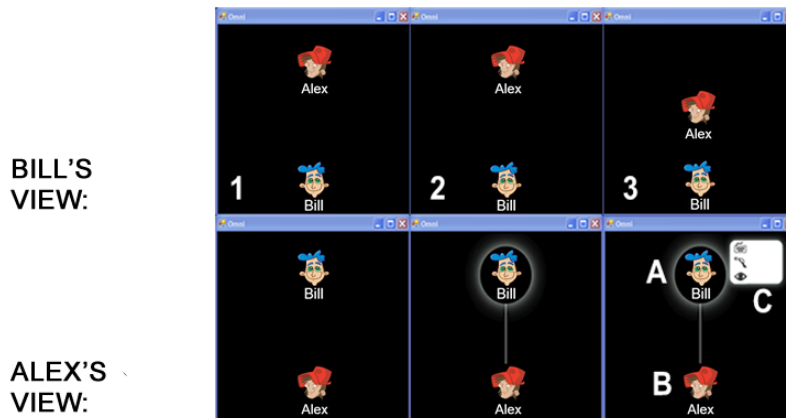 Omni
Omni
Omni
Alex
Alex
Alex
BILL'S
VIEW:
1
2
3
Bill
Bill
Bill
Omni
Omni
Omni
Bill
Bill
A
Bill
C
ALEX'S
VIEW:
B
Alex
Alex
Alex